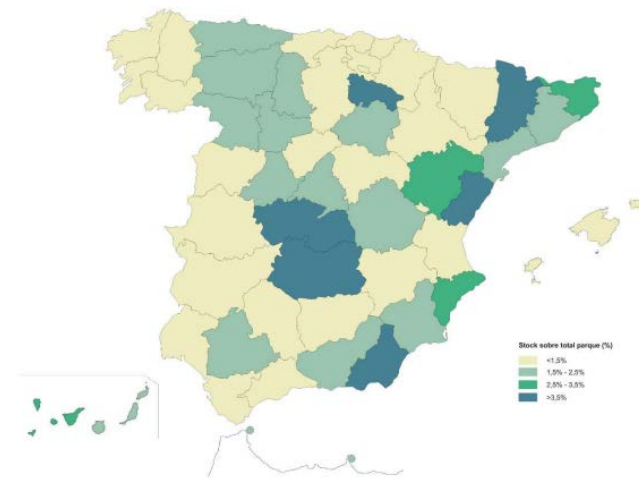 Stock sobre total parque (%)
<1,5%
1,5% - 2,5%
2,5% - 3,5%
>3,5%